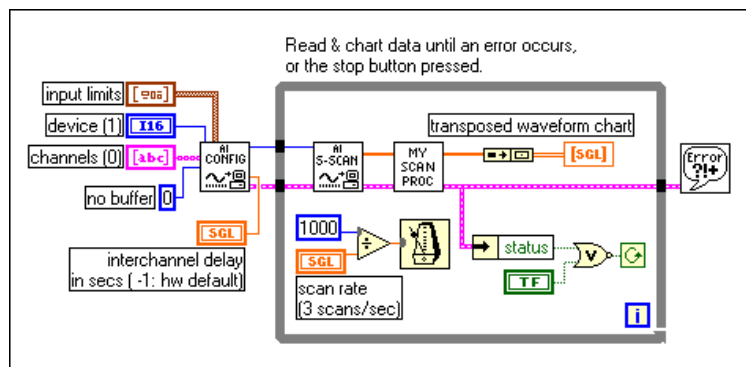 Read & chart data until an error occurs,
or the stop button pressed.
input limits
device (1)
I16
channels (0)
[abc]
no buffer
0
AI
CONFIG
SGL
interchannel delay
in secs ( -1: hw default)
AI
S-SCAN
MY
SCAN
PROC
transposed waveform chart
[SGL]
Error
?!+
1000
÷
SGL
scan rate
(3 scans/sec)
status
V
TF
i